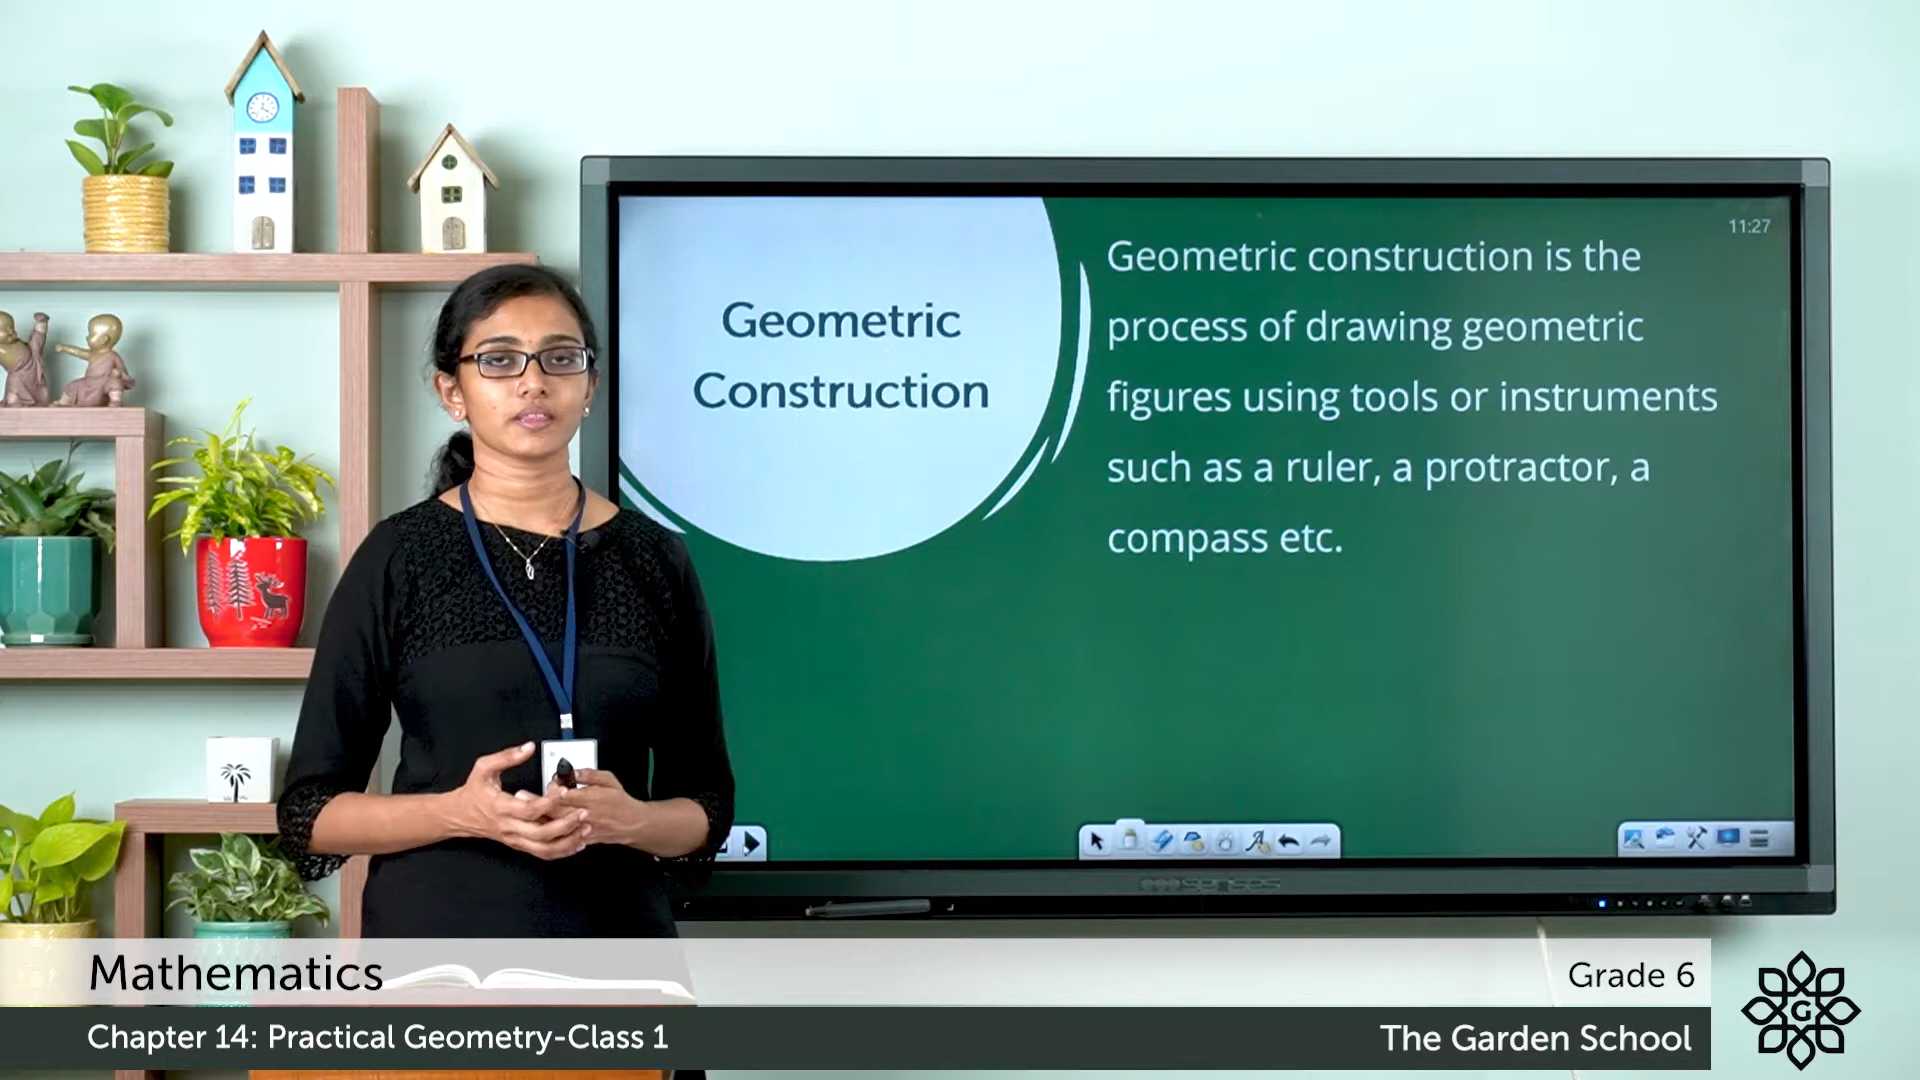 11:27
Geometric
Construction
Geometric construction is the
process of drawing geometric
figures using tools or instruments
such as a ruler, a protractor, a
compass etc.
senses
Mathematics
Grade 6
Chapter 14: Practical Geometry-Class 1
The Garden School
G